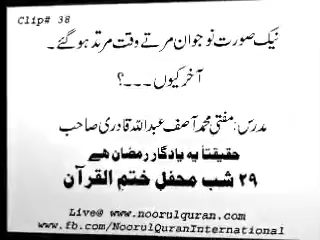 Clip# 38
نیک صورت نوجوان مرتے وقت مرتد ہو گئے۔
آخر کیوں۔۔۔؟
مدرس: مفتی محمد آصف عبداللہ قادری صاحب
حقیقتاً یہ یادگار رمضان ھے
۲۹ شب محفلِ ختم القرآن
Live@ www.noorulquran.com
www.fb.com/NoorulQuranInternational